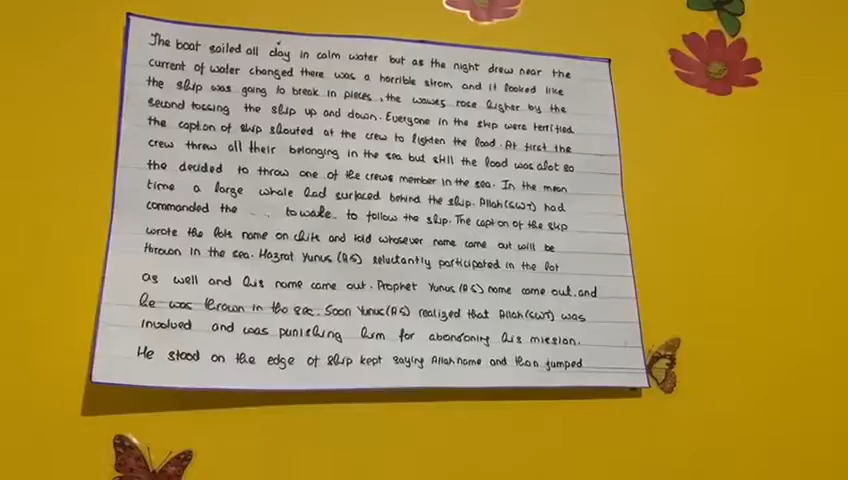 The boat sailed all day in calm water but as the night drew near the
current of water changed there was a horrible strom and it looked like
the ship was going to break in pieces, the waves rose higher by the
second tossing the ship up and down. Everyone in the ship were terrified
the caption of ship shouted at the crew to lighten the load. At first the
crew threw all their belonging in the sea but still the load was alot so
the decided to throw one of the crews member in the sea. In the mean
time a large whale had surfaced behind the ship. Allah (SWT) had
commanded the to wale to follow the ship. The caption of the ship
wrote the name on and told whosever name come out will be
thrown in the sea. Hazrat Yunus (AS) reluctantly participated in the lot
as well and his name come out. Prophet Yunus (AS) name come out. and
he was thrown in the sea. Soon Yunus (AS) realized that Allah (SWT) was
involved and was punishing him for abandoning his mission.
He stood on the edge of ship kept saying Allah name and than jumped